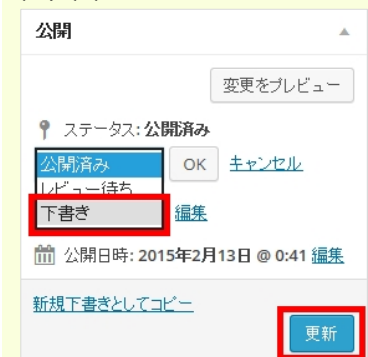 公開
変更をプレビュー
ステータス: 公開済み
公開済み OK キャンセル
レビュー待ち
下書き 編集
公開日時: 2015年2月13日 @ 0:41 編集
新規下書きとしてコピー
更新